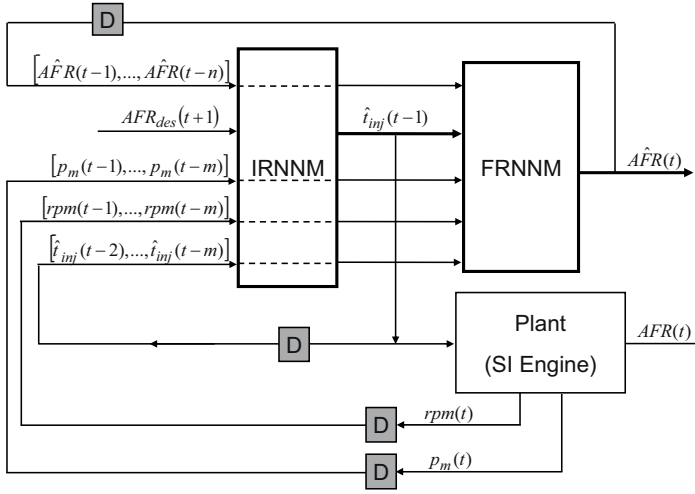 D
[AF̂R(t−1),...,AF̂R(t−n)]
AFR_des(t+1)
t̂_inj(t−1)
[p_m(t−1),...,p_m(t−m)]
IRNNM
FRNNM
AF̂R(t)
[rpm(t−1),...,rpm(t−m)]
[t̂_inj(t−2),...,t̂_inj(t−m)]
Plant
(SI Engine)
AFR(t)
D
D
rpm(t)
D
p_m(t)